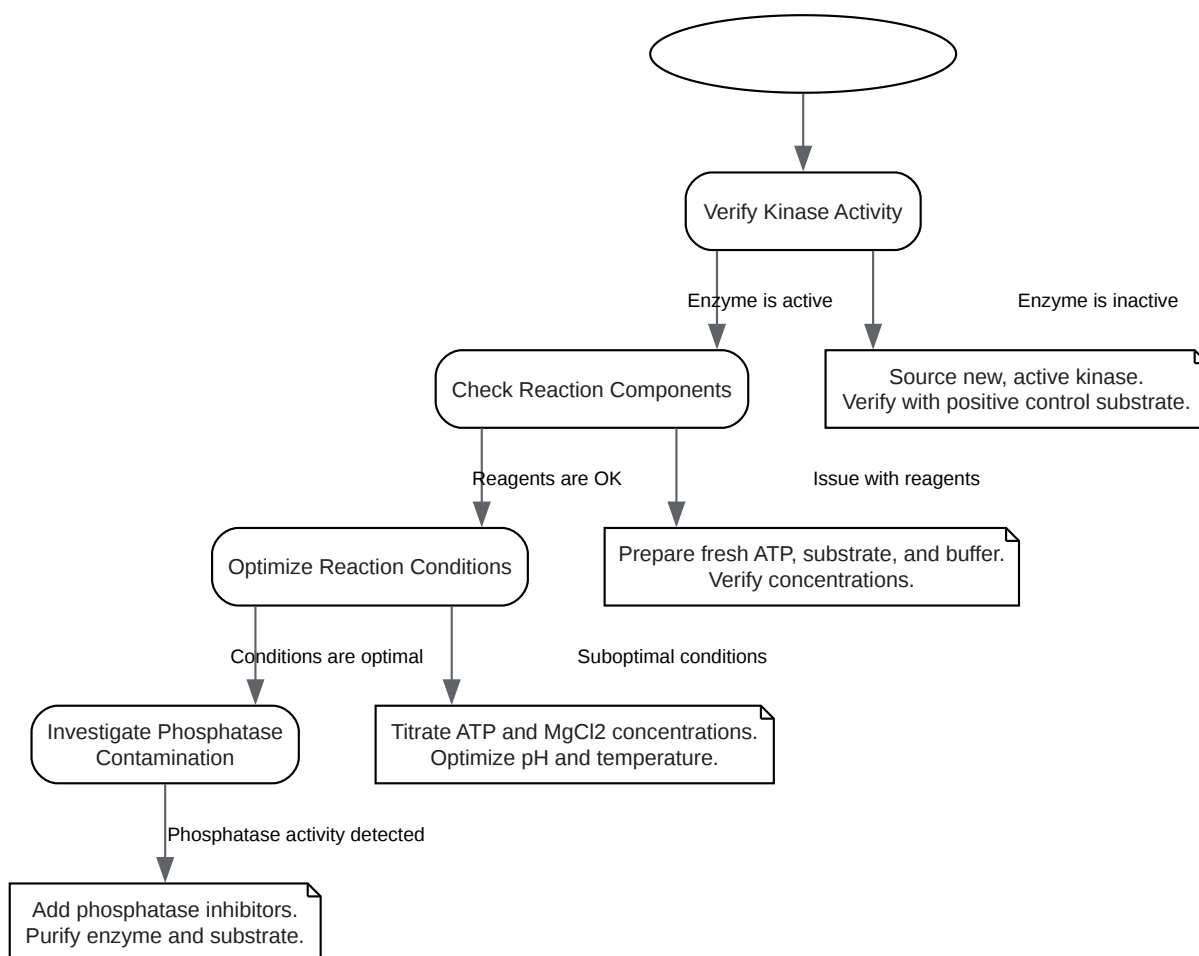 Verify Kinase Activity
Enzyme is active
Enzyme is inactive
Check Reaction Components
Source new, active kinase.
Verify with positive control substrate.
Reagents are OK
Issue with reagents
Optimize Reaction Conditions
Prepare fresh ATP, substrate, and buffer.
Verify concentrations.
Conditions are optimal
Suboptimal conditions
Investigate Phosphatase
Contamination
Titrate ATP and MgCl2 concentrations.
Optimize pH and temperature.
Phosphatase activity detected
Add phosphatase inhibitors.
Purify enzyme and substrate.